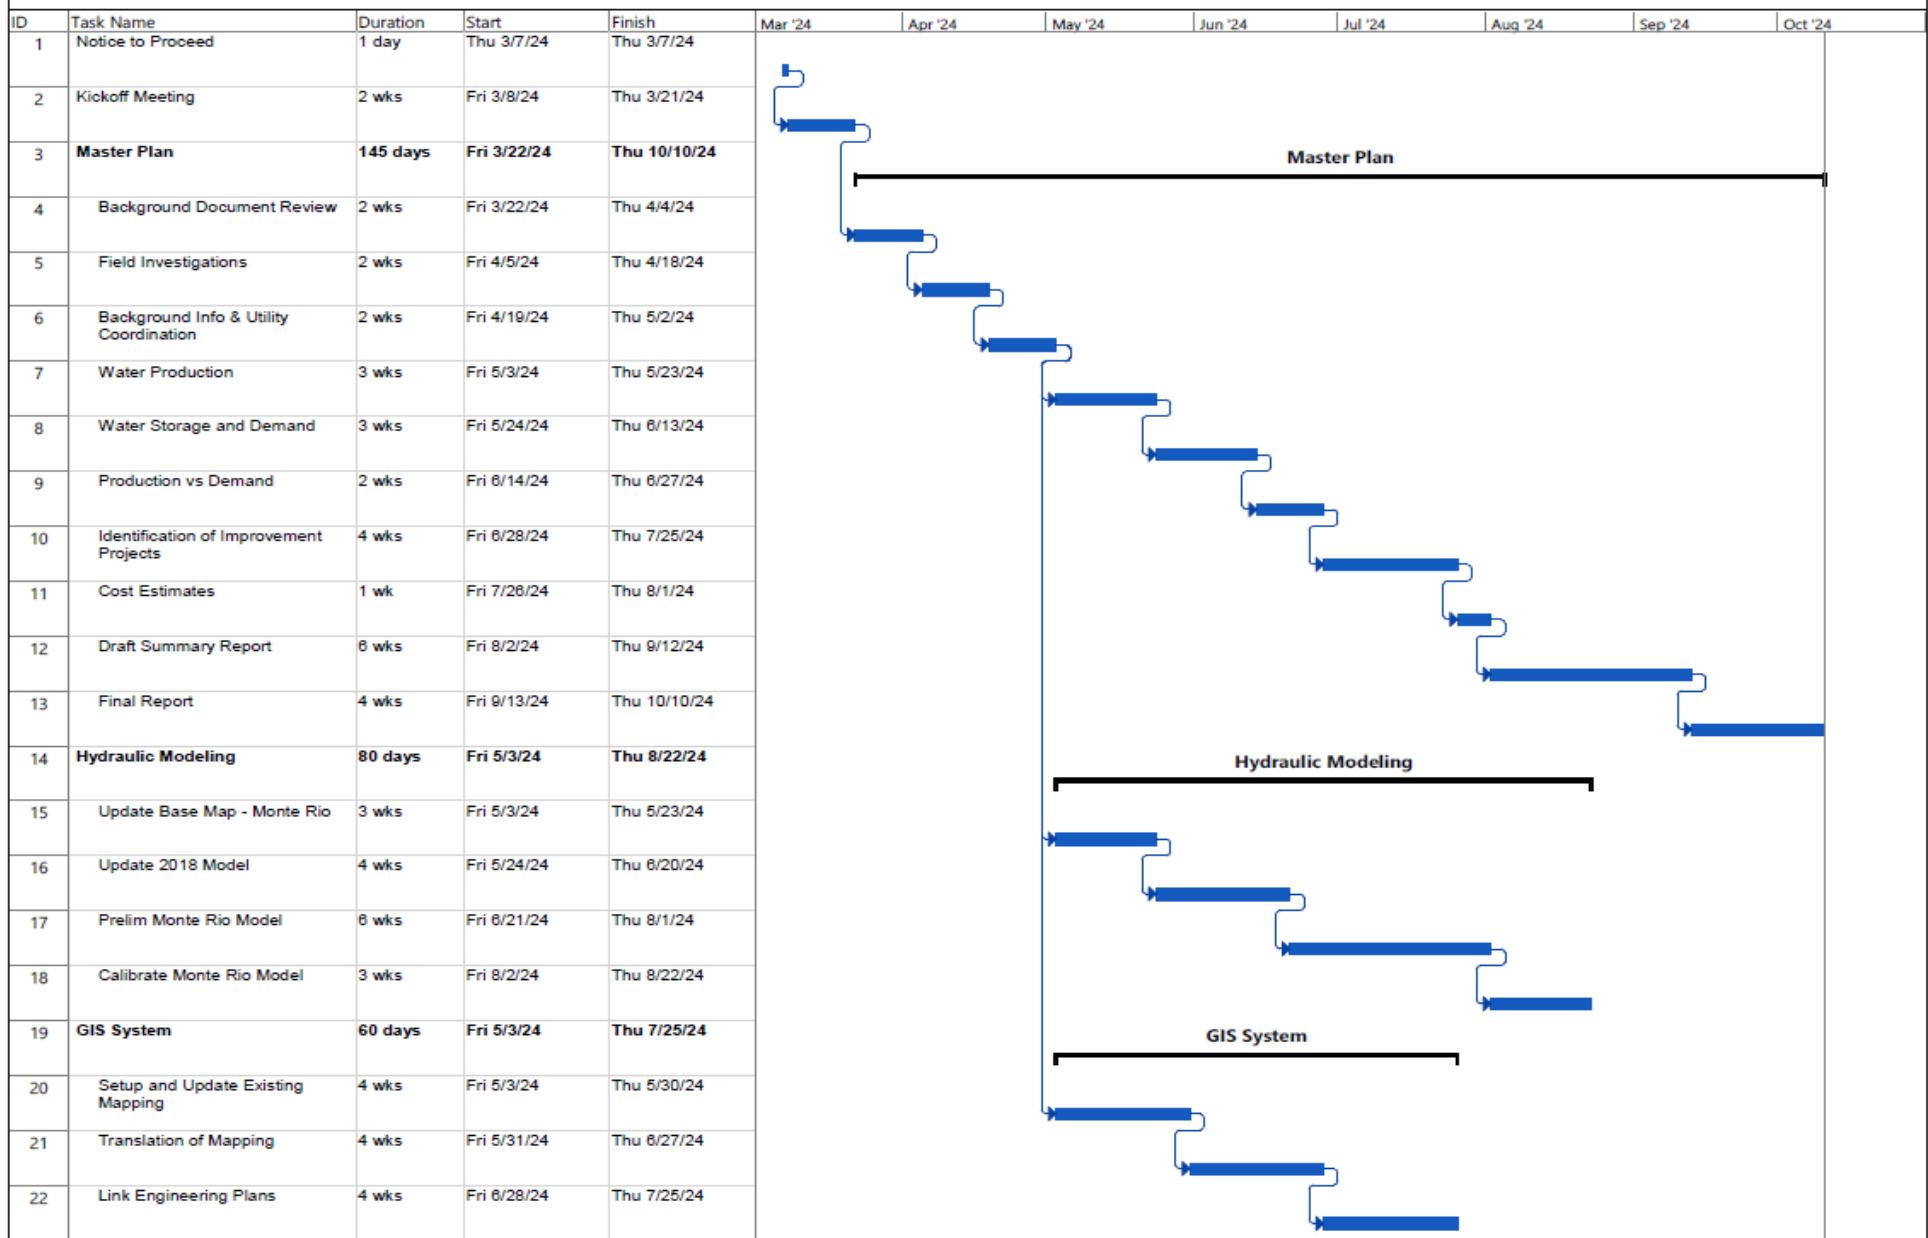 ID Task Name Duration Start Finish Mar '24 Apr '24 May '24 Jun '24 Jul '24 Aug '24 Sep '24 Oct '24
1 Notice to Proceed 1 day Thu 3/7/24 Thu 3/7/24
2 Kickoff Meeting 2 wks Fri 3/8/24 Thu 3/21/24
3 Master Plan 145 days Fri 3/22/24 Thu 10/10/24
Master Plan
4 Background Document Review 2 wks Fri 3/22/24 Thu 4/4/24
5 Field Investigations 2 wks Fri 4/5/24 Thu 4/18/24
6 Background Info & Utility 2 wks Fri 4/19/24 Thu 5/2/24
Coordination
7 Water Production 3 wks Fri 5/3/24 Thu 5/23/24
8 Water Storage and Demand 3 wks Fri 5/24/24 Thu 6/13/24
9 Production vs Demand 2 wks Fri 6/14/24 Thu 6/27/24
10 Identification of Improvement 4 wks Fri 6/28/24 Thu 7/25/24
Projects
11 Cost Estimates 1 wk Fri 7/26/24 Thu 8/1/24
12 Draft Summary Report 6 wks Fri 8/2/24 Thu 9/12/24
13 Final Report 4 wks Fri 9/13/24 Thu 10/10/24
14 Hydraulic Modeling 80 days Fri 5/3/24 Thu 8/22/24
Hydraulic Modeling
15 Update Base Map - Monte Rio 3 wks Fri 5/3/24 Thu 5/23/24
16 Update 2018 Model 4 wks Fri 5/24/24 Thu 6/20/24
17 Prelim Monte Rio Model 6 wks Fri 6/21/24 Thu 8/1/24
18 Calibrate Monte Rio Model 3 wks Fri 8/2/24 Thu 8/22/24
19 GIS System 60 days Fri 5/3/24 Thu 7/25/24
GIS System
20 Setup and Update Existing 4 wks Fri 5/3/24 Thu 5/30/24
Mapping
21 Translation of Mapping 4 wks Fri 5/31/24 Thu 6/27/24
22 Link Engineering Plans 4 wks Fri 6/28/24 Thu 7/25/24